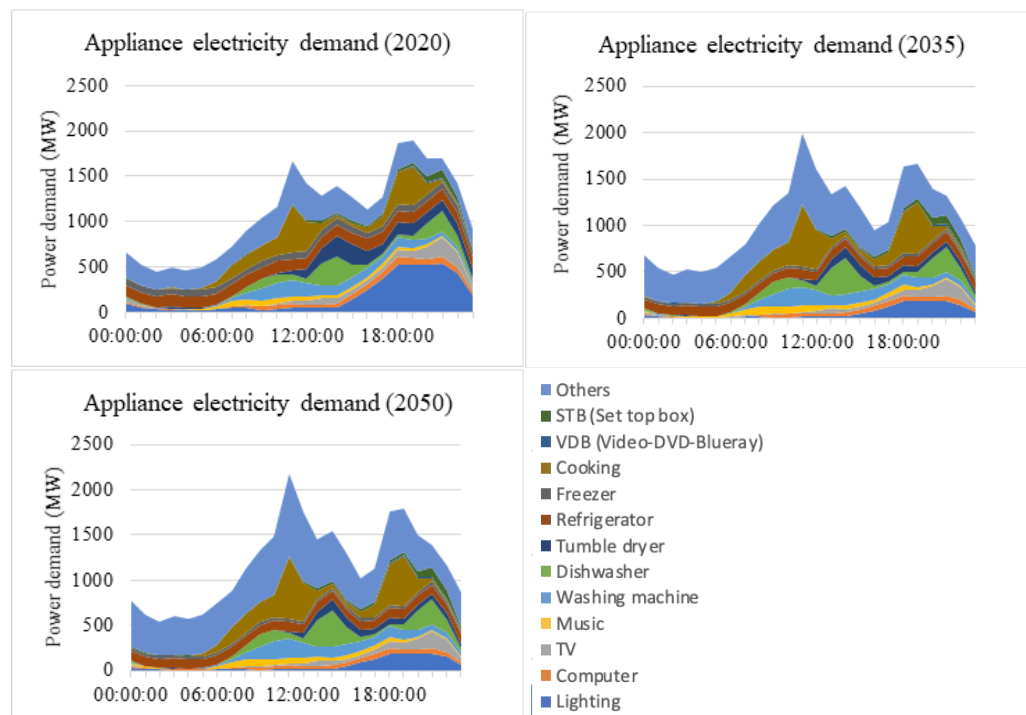 Appliance electricity demand (2020)
Power demand (MW)
2500
2000
1500
1000
500
0
00:00:00 06:00:00 12:00:00 18:00:00
Appliance electricity demand (2035)
Power demand (MW)
2500
2000
1500
1000
500
0
00:00:00 06:00:00 12:00:00 18:00:00
Appliance electricity demand (2050)
Power demand (MW)
2500
2000
1500
1000
500
0
00:00:00 06:00:00 12:00:00 18:00:00
Others
STB (Set top box)
VDB (Video-DVD-Blueray)
Cooking
Freezer
Refrigerator
Tumble dryer
Dishwasher
Washing machine
Music
TV
Computer
Lighting